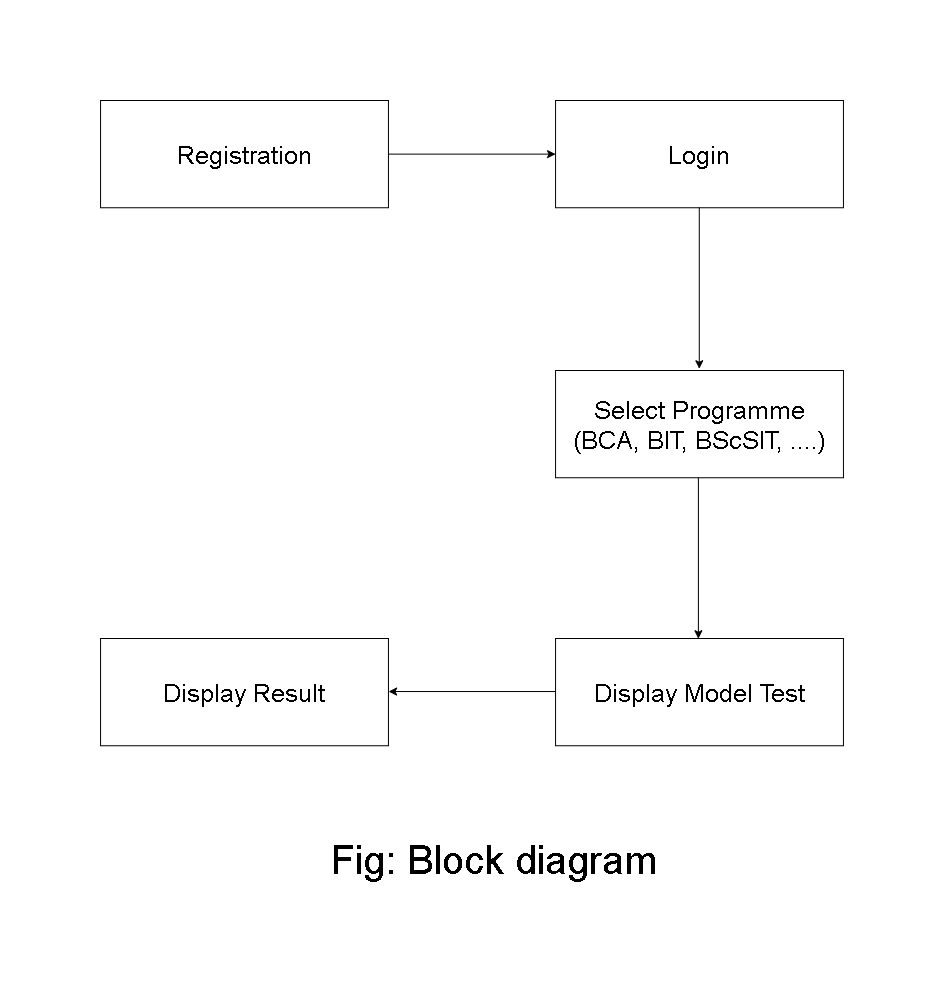 Registration
Login
Select Programme
(BCA, BIT, BScSIT, ....)
Display Result
Display Model Test
Fig: Block diagram